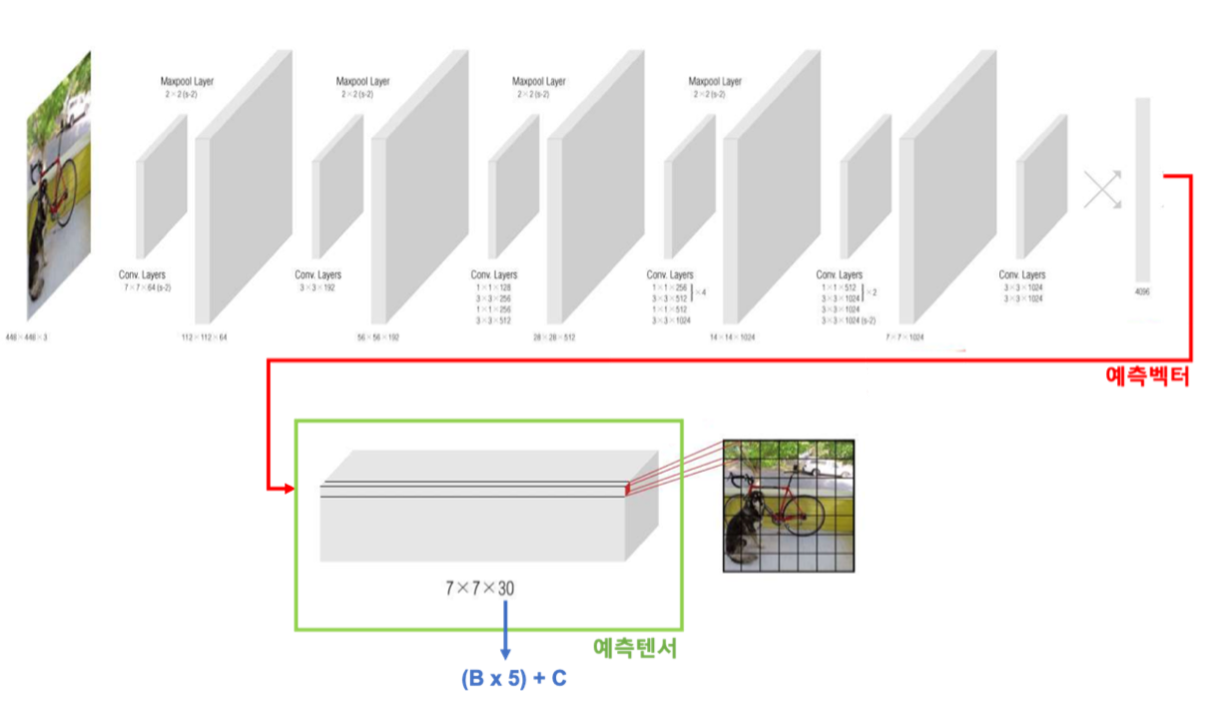 Maxpool Layer
2×2(s-2)
Maxpool Layer
2×2(s-2)
Maxpool Layer
2×2(s-2)
Maxpool Layer
2×2(s-2)
Conv. Layers
7×7×64(s-2)
Conv. Layers
3×3×192
Conv. Layers
1×1×128
3×3×256
1×1×256
3×3×512
Conv. Layers
1×1×256
3×3×512
×4
1×1×512
3×3×1024
Conv. Layers
1×1×512
3×3×1024
×2
3×3×1024
3×3×1024(s-2)
Conv. Layers
3×3×1024
3×3×1024
4096
448×448×3
112×112×64
56×56×192
28×28×512
14×14×1024
7×7×1024
예측벡터
7×7×30
예측텐서
(B x 5) + C